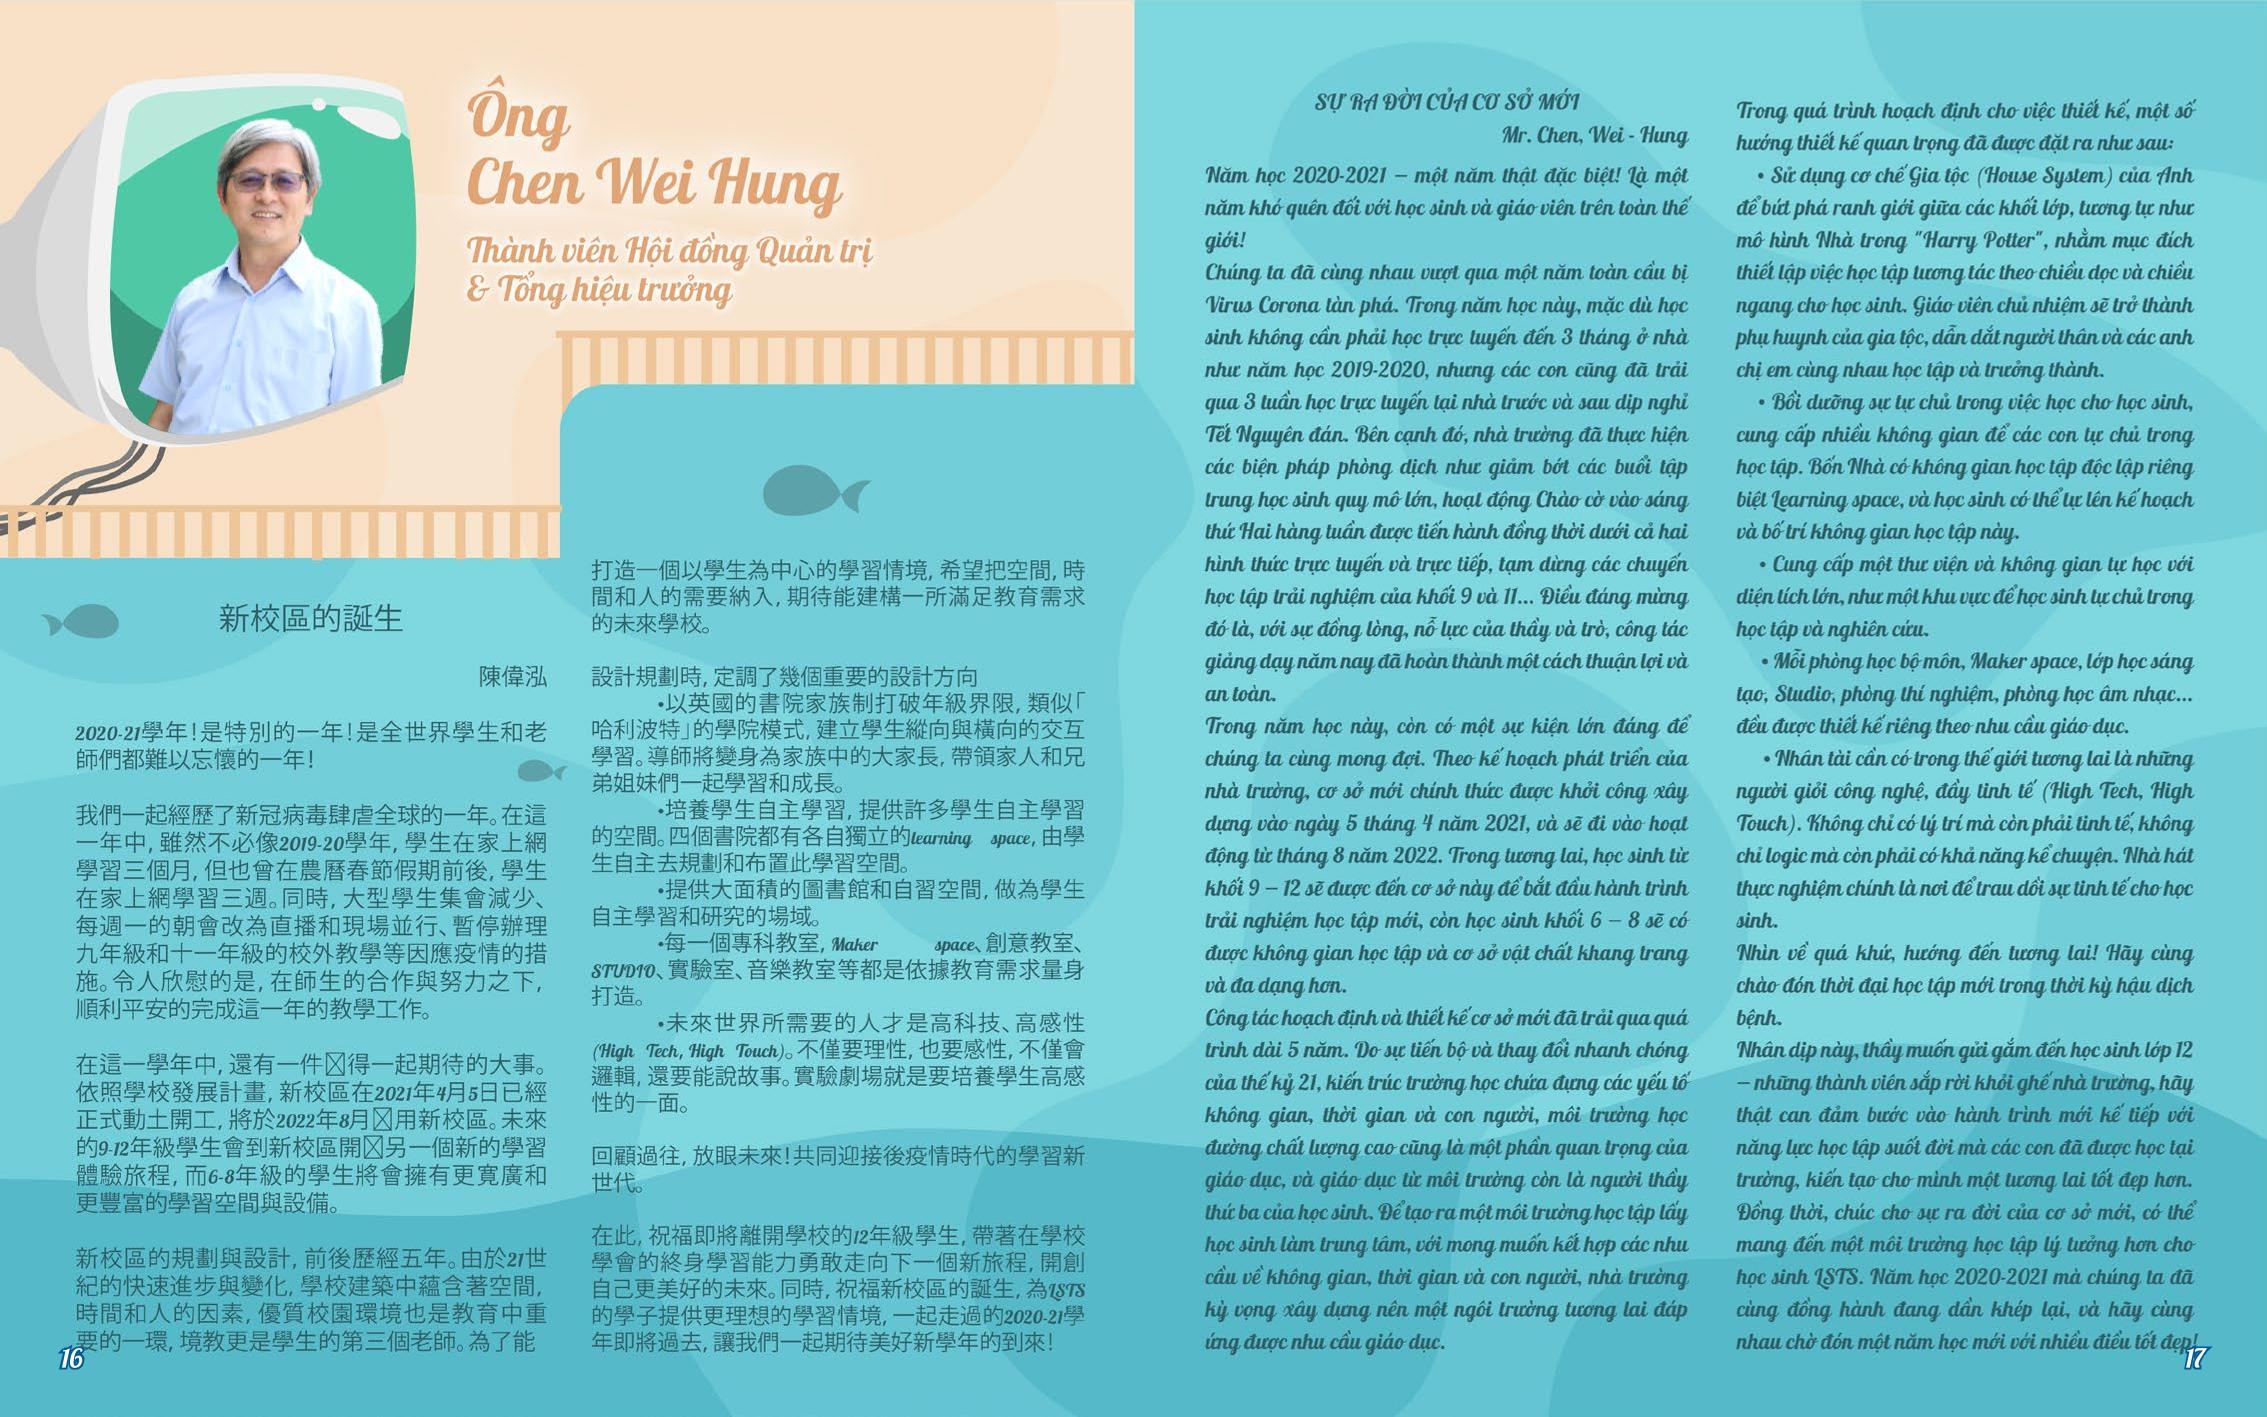 Ông
Chen Wei Hung
Thành viên Hội đồng Quản trị
& Tổng hiệu trưởng
新校區的誕生
陳偉泓
2020-21學年！是特別的一年！是全世界學生和老
師們都難以忘懷的一年！
我們一起經歷了新冠病毒肆虐全球的一年。在這
一年中，雖然不必像2019-20學年，學生在家上網
學習三個月，但也曾在農曆春節假期前後，學生
在家上網學習三週。同時，大型學生集會減少、
每週一的朝會改為直播和現場並行、暫停辦理
九年級和十一年級的校外教學等因應疫情的措
施。令人欣慰的是，在師生的合作與努力之下，
順利平安的完成這一年的教學工作。
在這一學年中，還有一件得一起期待的大事。
依照學校發展計畫，新校區在2021年4月5日已經
正式動土開工，將於2022年8月用新校區。未來
的9-12年級學生會到新校區開另一個新的學習
體驗旅程，而6-8年級的學生將會擁有更寬廣和
更豐富的學習空間與設備。
新校區的規劃與設計，前後歷經五年。由於21世
紀的快速進步與變化，學校建築中蘊含著空間，
時間和人的因素，優質校園環境也是教育中重
要的一環，境教更是學生的第三個老師。為了能
16
打造一個以學生為中心的學習情境，希望把空間，時
間和人的需要納入，期待能建構一所滿足教育需求
的未來學校。
設計規劃時，定調了幾個重要的設計方向
•以英國的書院家族制打破年級界限，類似「
哈利波特」的學院模式，建立學生縱向與橫向的交互
學習。導師將變身為家族中的大家長，帶領家人和兄
弟姐妹們一起學習和成長。
•培養學生自主學習，提供許多學生自主學習
的空間。四個書院都有各自獨立的learning space，由學
生自主去規劃和布置此學習空間。
•提供大面積的圖書館和自習空間，做為學生
自主學習和研究的場域。
•每一個專科教室，Maker space、創意教室、
STUDIO、實驗室、音樂教室等都是依據教育需求量身
打造。
•未來世界所需要的人才是高科技、高感性
(High Tech, High Touch)。不僅要理性，也要感性，不僅會
邏輯，還要能說故事。實驗劇場就是要培養學生高感
性的一面。
回顧過往，放眼未來！共同迎接後疫情時代的學習新
世代。
在此，祝福即將離開學校的12年級學生，帶著在學校
學會的終身學習能力勇敢走向下一個新旅程，開創
自己更美好的未來。同時，祝福新校區的誕生，為LSTS
的學子提供更理想的學習情境，一起走過的2020-21學
年即將過去，讓我們一起期待美好新學年的到來！
SỰ RA ĐỜI CỦA CƠ SỞ MỚI
Mr. Chen, Wei - Hung
Năm học 2020-2021 – một năm thật đặc biệt! Là một
năm khó quên đối với học sinh và giáo viên trên toàn thế
giới!
Chúng ta đã cùng nhau vượt qua một năm toàn cầu bị
Virus Corona tàn phá. Trong năm học này, mặc dù học
sinh không cần phải học trực tuyến đến 3 tháng ở nhà
như năm học 2019-2020, nhưng các con cũng đã trải
qua 3 tuần học trực tuyến tại nhà trước và sau dịp nghỉ
Tết Nguyên đán. Bên cạnh đó, nhà trường đã thực hiện
các biện pháp phòng dịch như giảm bớt các buổi tập
trung học sinh quy mô lớn, hoạt động Chào cờ vào sáng
thứ Hai hàng tuần được tiến hành đồng thời dưới cả hai
hình thức trực tuyến và trực tiếp, tạm dừng các chuyến
học tập trải nghiệm của khối 9 và 11... Điều đáng mừng
đó là, với sự đồng lòng, nỗ lực của thầy và trò, công tác
giảng dạy năm nay đã hoàn thành một cách thuận lợi và
an toàn.
Trong năm học này, còn có một sự kiện lớn đáng để
chúng ta cùng mong đợi. Theo kế hoạch phát triển của
nhà trường, cơ sở mới chính thức được khởi công xây
dựng vào ngày 5 tháng 4 năm 2021, và sẽ đi vào hoạt
động từ tháng 8 năm 2022. Trong tương lai, học sinh từ
khối 9 – 12 sẽ được đến cơ sở này để bắt đầu hành trình
trải nghiệm học tập mới, còn học sinh khối 6 – 8 sẽ có
được không gian học tập và cơ sở vật chất khang trang
và đa dạng hơn.
Công tác hoạch định và thiết kế cơ sở mới đã trải qua quá
trình dài 5 năm. Do sự tiến bộ và thay đổi nhanh chóng
của thế kỷ 21, kiến trúc trường học chứa đựng các yếu tố
không gian, thời gian và con người, môi trường học
đường chất lượng cao cũng là một phần quan trọng của
giáo dục, và giáo dục từ môi trường còn là người thầy
thứ ba của học sinh. Để tạo ra một môi trường học tập lấy
học sinh làm trung tâm, với mong muốn kết hợp các nhu
cầu về không gian, thời gian và con người, nhà trường
kỳ vọng xây dựng nên một ngôi trường tương lai đáp
ứng được nhu cầu giáo dục.
Trong quá trình hoạch định cho việc thiết kế, một số
hướng thiết kế quan trọng đã được đặt ra như sau:
• Sử dụng cơ chế Gia tộc (House System) của Anh
để bứt phá ranh giới giữa các khối lớp, tương tự như
mô hình Nhà trong "Harry Potter", nhằm mục đích
thiết lập việc học tập tương tác theo chiều dọc và chiều
ngang cho học sinh. Giáo viên chủ nhiệm sẽ trở thành
phụ huynh của gia tộc, dẫn dắt người thân và các anh
chị em cùng nhau học tập và trưởng thành.
• Bồi dưỡng sự tự chủ trong việc học cho học sinh,
cung cấp nhiều không gian để các con tự chủ trong
học tập. Bốn Nhà có không gian học tập độc lập riêng
biệt Learning space, và học sinh có thể tự lên kế hoạch
và bố trí không gian học tập này.
• Cung cấp một thư viện và không gian tự học với
diện tích lớn, như một khu vực để học sinh tự chủ trong
học tập và nghiên cứu.
• Mỗi phòng học bộ môn, Maker space, lớp học sáng
tạo, Studio, phòng thí nghiệm, phòng học âm nhạc...
đều được thiết kế riêng theo nhu cầu giáo dục.
• Nhân tài cần có trong thế giới tương lai là những
người giỏi công nghệ, đầy tinh tế (High Tech, High
Touch). Không chỉ có lý trí mà còn phải tinh tế, không
chỉ logic mà còn phải có khả năng kể chuyện. Nhà hát
thực nghiệm chính là nơi để trau dồi sự tinh tế cho học
sinh.
Nhìn về quá khứ, hướng đến tương lai! Hãy cùng
chào đón thời đại học tập mới trong thời kỳ hậu dịch
bệnh.
Nhân dịp này, thầy muốn gửi gắm đến học sinh lớp 12
– những thành viên sắp rời khỏi ghế nhà trường, hãy
thật can đảm bước vào hành trình mới kế tiếp với
năng lực học tập suốt đời mà các con đã được học tại
trường, kiến tạo cho mình một tương lai tốt đẹp hơn.
Đồng thời, chúc cho sự ra đời của cơ sở mới, có thể
mang đến một môi trường học tập lý tưởng hơn cho
học sinh LSTS. Năm học 2020-2021 mà chúng ta đã
cùng đồng hành đang dần khép lại, và hãy cùng
nhau chờ đón một năm học mới với nhiều điều tốt đẹp!
17